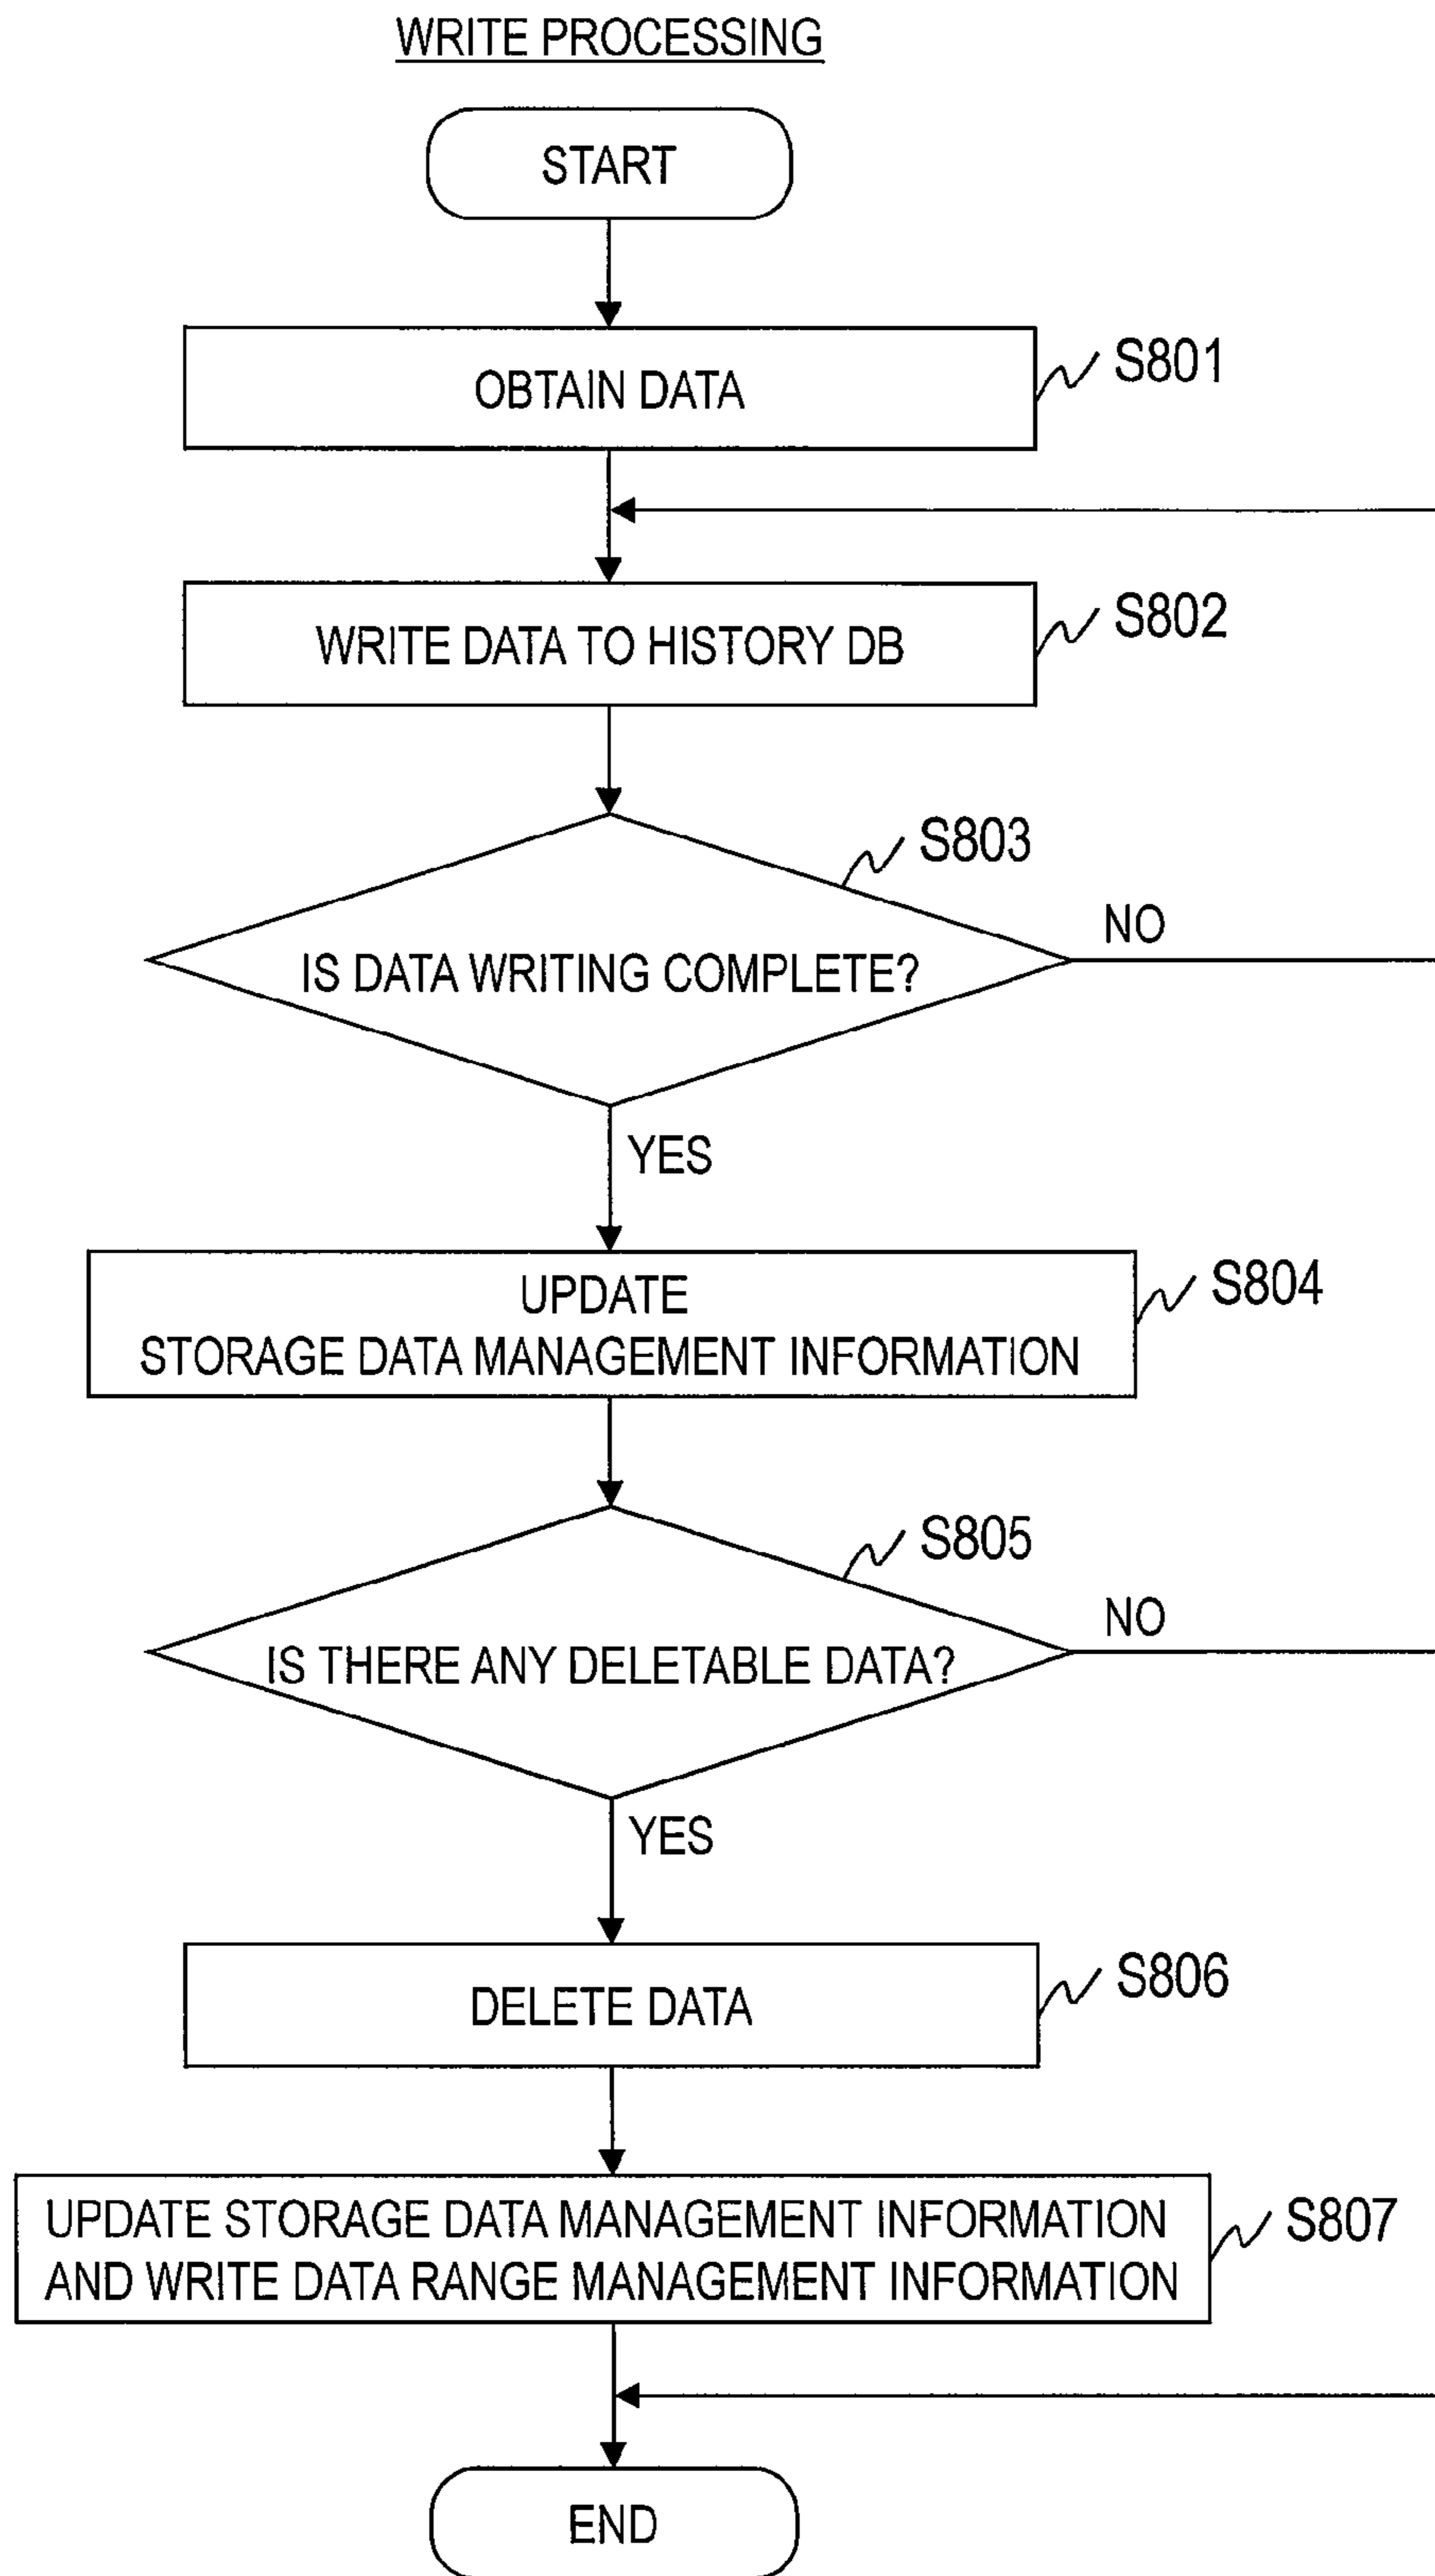 WRITE PROCESSING
START
OBTAIN DATA
S801
WRITE DATA TO HISTORY DB
S802
S803
IS DATA WRITING COMPLETE?
NO
YES
UPDATE
STORAGE DATA MANAGEMENT INFORMATION
S804
S805
IS THERE ANY DELETABLE DATA?
NO
YES
DELETE DATA
S806
UPDATE STORAGE DATA MANAGEMENT INFORMATION
AND WRITE DATA RANGE MANAGEMENT INFORMATION
S807
END